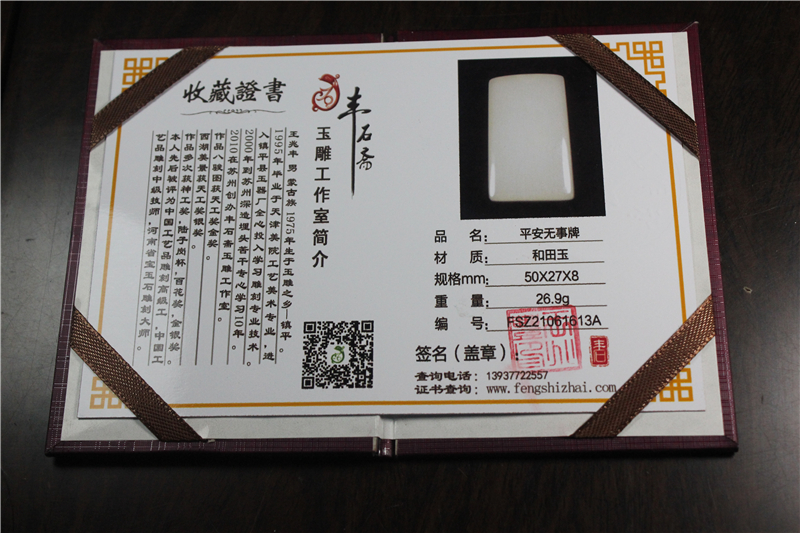 收藏證書
丰石斋
玉雕工作室简介
王兆丰 男 蒙古族 1975年生于玉雕之乡—镇平。
1995年毕业于天津美院工艺美术专业,进
入镇平县玉器厂全心投入学习雕刻专业技术。
2000年到苏州深造埋头苦干专心学习10年。
2010在苏州创办丰石斋玉雕工作室。
作品八骏图获天工奖金奖。
西湖美景获天工奖银奖。
作品多次获神工奖,陆子岗杯,百花奖,金银奖。
本人先后被评为中国工艺品雕刻高级工,中国工
艺品雕刻中级技师,河南省宝玉石雕刻大师。
品 名: 平安无事牌
材 质: 和田玉
规格mm: 50X27X8
重 量: 26.9g
编 号: FSZ21061613A
签名(盖章):
查询电话: 13937722557
证书查询: www.fengshizhai.com